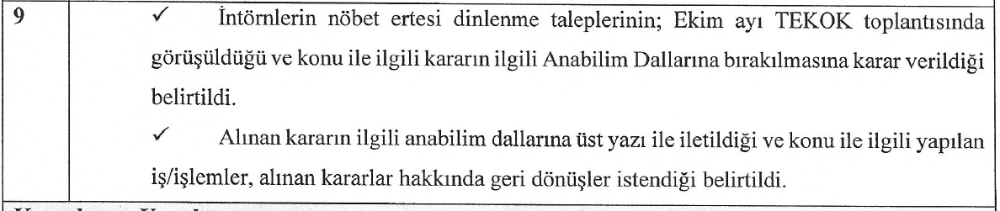 9 ✓ İntörnlerin nöbet ertesi dinlenme taleplerinin; Ekim ayı TEKOK toplantısında
görüşüldüğü ve konu ile ilgili kararın ilgili Anabilim Dallarına bırakılmasına karar verildiği
belirtildi.
✓ Alınan kararın ilgili anabilim dallarına üst yazı ile iletildiği ve konu ile ilgili yapılan
iş/işlemler, alınan kararlar hakkında geri dönüşler istendiği belirtildi.